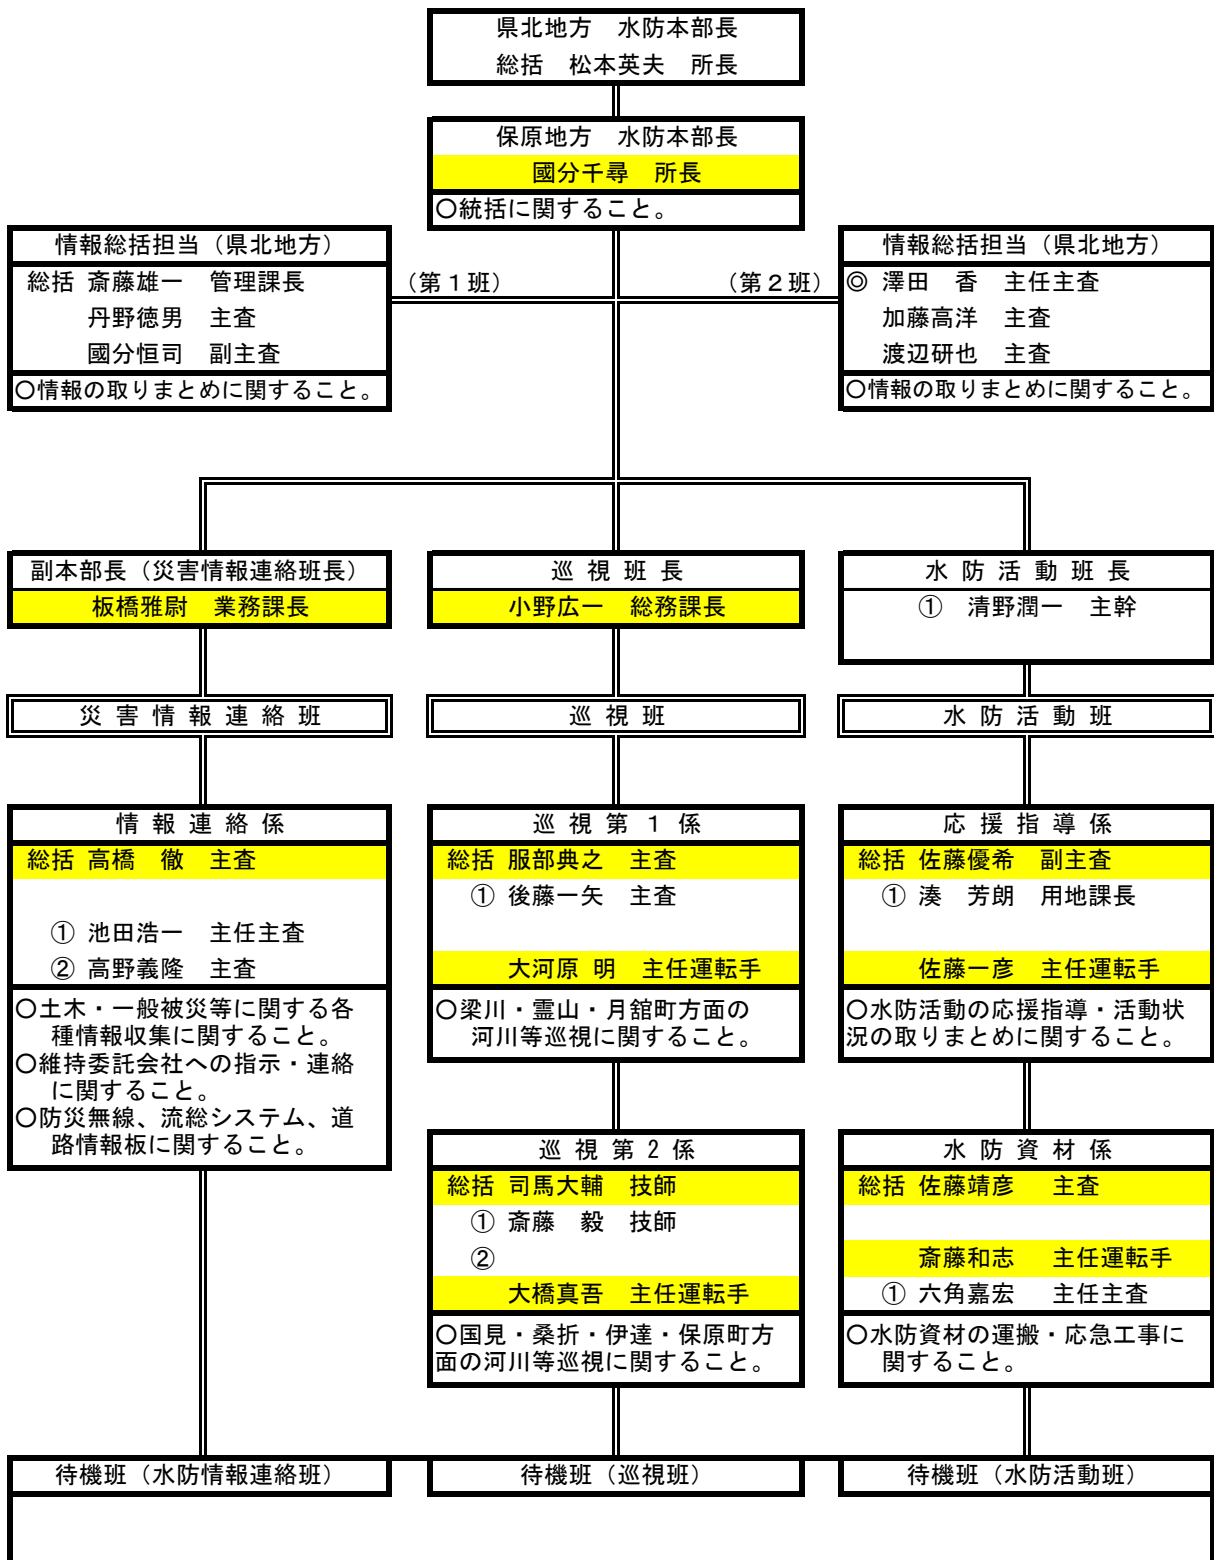 県北地方　水防本部長
総括　松本英夫　所長
保原地方　水防本部長
國分千尋　所長
○統括に関すること。
情報総括担当（県北地方）
総括 斎藤雄一　管理課長
丹野徳男　主査
國分恒司　副主査
○情報の取りまとめに関すること。
（第１班）
（第２班）
情報総括担当（県北地方）
◎ 澤田　香　主任主査
加藤高洋　主査
渡辺研也　主査
○情報の取りまとめに関すること。
副本部長（災害情報連絡班長）
板橋雅尉　業務課長
巡 視 班 長
小野広一　総務課長
水 防 活 動 班 長
①　清野潤一　主幹
災 害 情 報 連 絡 班
巡 視 班
水 防 活 動 班
情 報 連 絡 係
総括 高橋　徹　主査
① 池田浩一　主任主査
② 高野義隆　主査
○土木・一般被災等に関する各
種情報収集に関すること。
○維持委託会社への指示・連絡
に関すること。
○防災無線、流総システム、道
路情報板に関すること。
巡 視 第 １ 係
総括 服部典之　主査
① 後藤一矢　主査
大河原 明　主任運転手
○梁川・霊山・月舘町方面の
河川等巡視に関すること。
応 援 指 導 係
総括 佐藤優希　副主査
① 湊　芳朗　用地課長
佐藤一彦　主任運転手
○水防活動の応援指導・活動状
況の取りまとめに関すること。
巡 視 第 2 係
総括 司馬大輔　技師
① 斎藤　毅　技師
②
大橋真吾　主任運転手
○国見・桑折・伊達・保原町方
面の河川等巡視に関すること。
水 防 資 材 係
総括 佐藤靖彦　主査
斎藤和志　主任運転手
① 六角嘉宏　主任主査
○水防資材の運搬・応急工事に
関すること。
待機班（水防情報連絡班）
待機班（巡視班）
待機班（水防活動班）